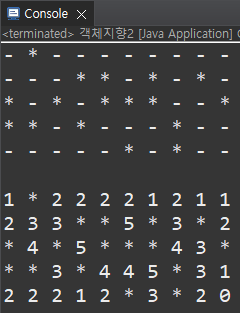 Console
<terminated> 객체지향2 [Java Application] C
- * - - - - - - - -
- - - * * - * - * -
* - * - * * * - - *
* * - * - - - * - -
- - - - - * - * - -
1 * 2 2 2 2 1 2 1 1
2 3 3 * * 5 * 3 * 2
* 4 * 5 * * * 4 3 *
* * 3 * 4 4 5 * 3 1
2 2 2 1 2 * 3 * 2 0